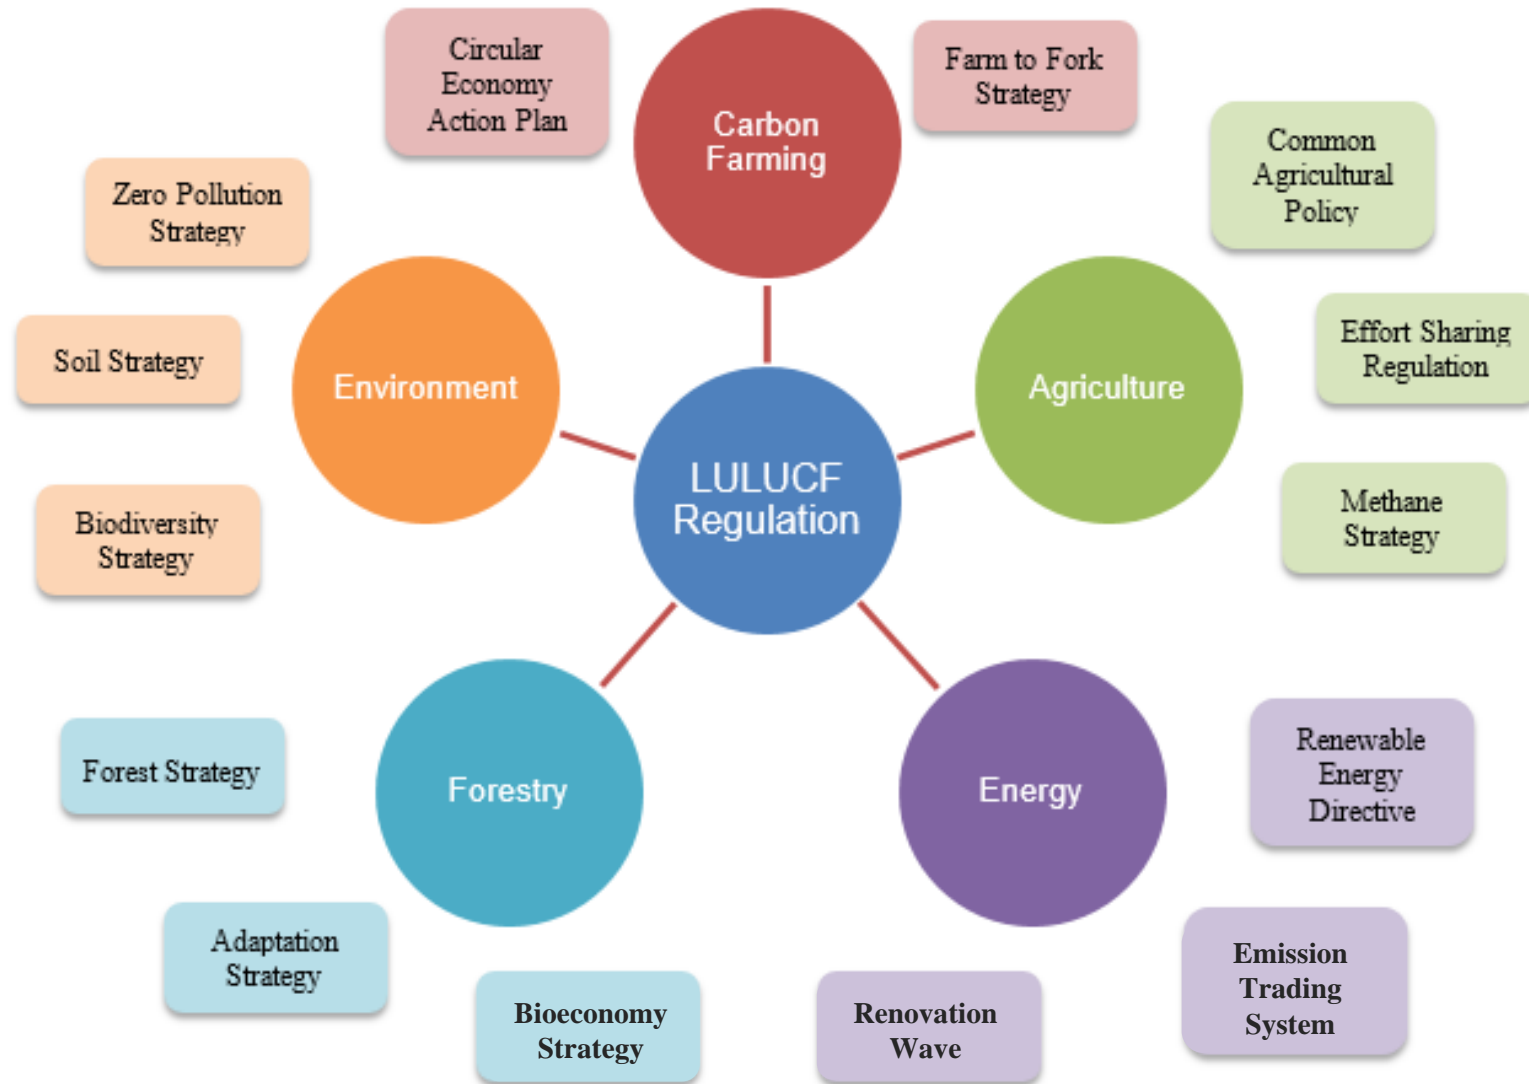 Circular
Economy
Action Plan
Farm to Fork
Strategy
Carbon
Farming
Common
Agricultural
Policy
Zero Pollution
Strategy
Effort Sharing
Regulation
Soil Strategy
Environment
Agriculture
LULUCF
Regulation
Methane
Strategy
Biodiversity
Strategy
Forest Strategy
Forestry
Energy
Renewable
Energy
Directive
Adaptation
Strategy
Bioeconomy
Strategy
Renovation
Wave
Emission
Trading
System